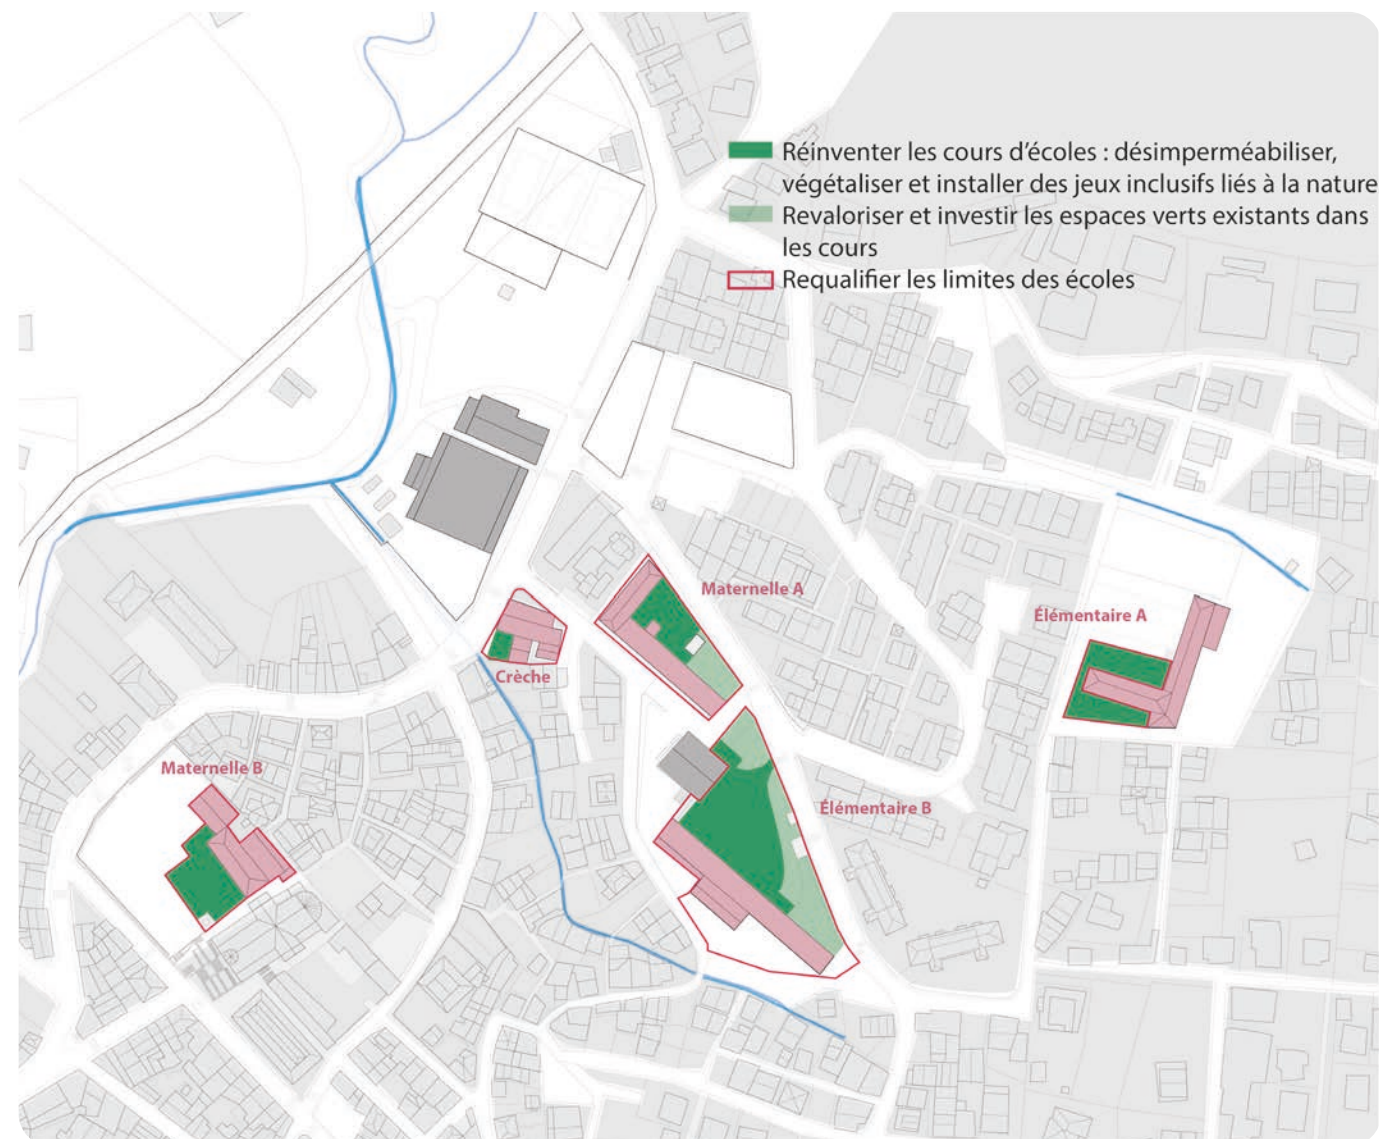 Réinventer les cours d'écoles : désimperméabiliser,
végétaliser et installer des jeux inclusifs liés à la nature
Revaloriser et investir les espaces verts existants dans
les cours
Requalifier les limites des écoles
Maternelle A
Élémentaire A
Crèche
Maternelle B
Élémentaire B